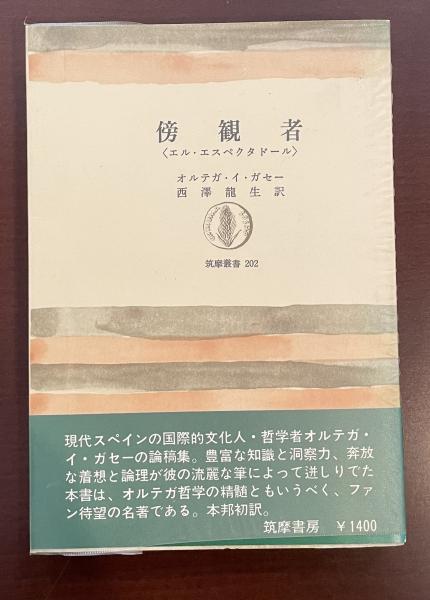 傍観者
〈エル・エスペクタドール〉
オルテガ・イ・ガセー
西澤龍生訳
筑摩叢書 202
現代スペインの国際的文化人・哲学者オルテガ・
イ・ガセーの論稿集。豊富な知識と洞察力、奔放
な着想と論理が彼の流麗な筆によって迸しりでた
本書は、オルテガ哲学の精髄ともいうべく、ファ
ン待望の名著である。本邦初訳。
筑摩書房 ￥1400